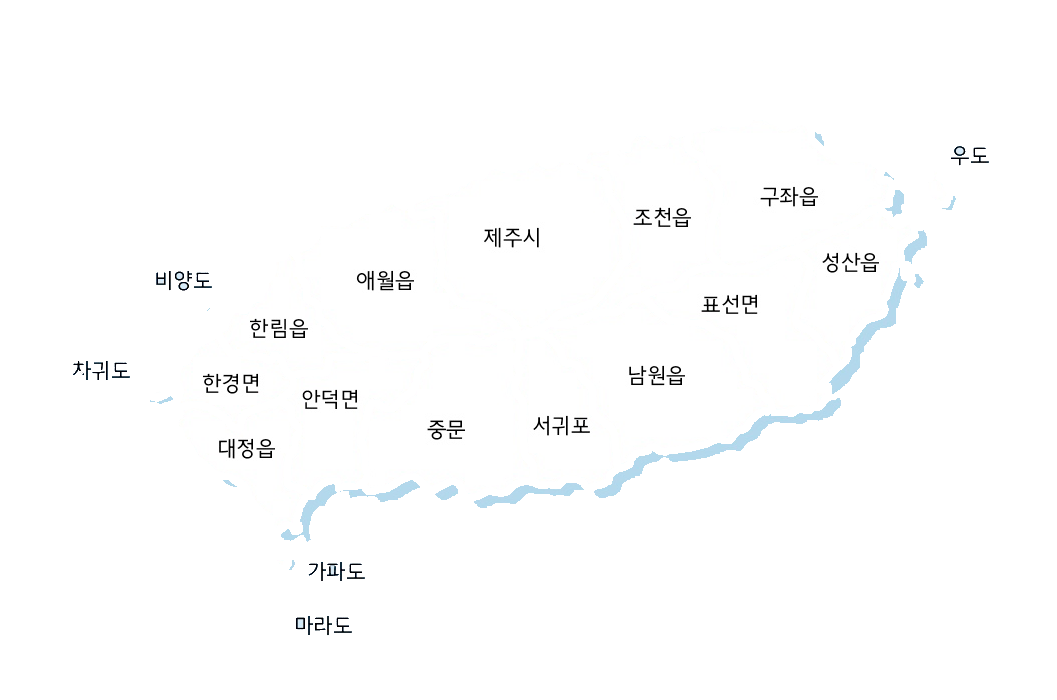 우도
구좌읍
조천읍
제주시
성산읍
비양도
애월읍
표선면
한림읍
차귀도
한경면
남원읍
안덕면
중문
서귀포
대정읍
가파도
마라도